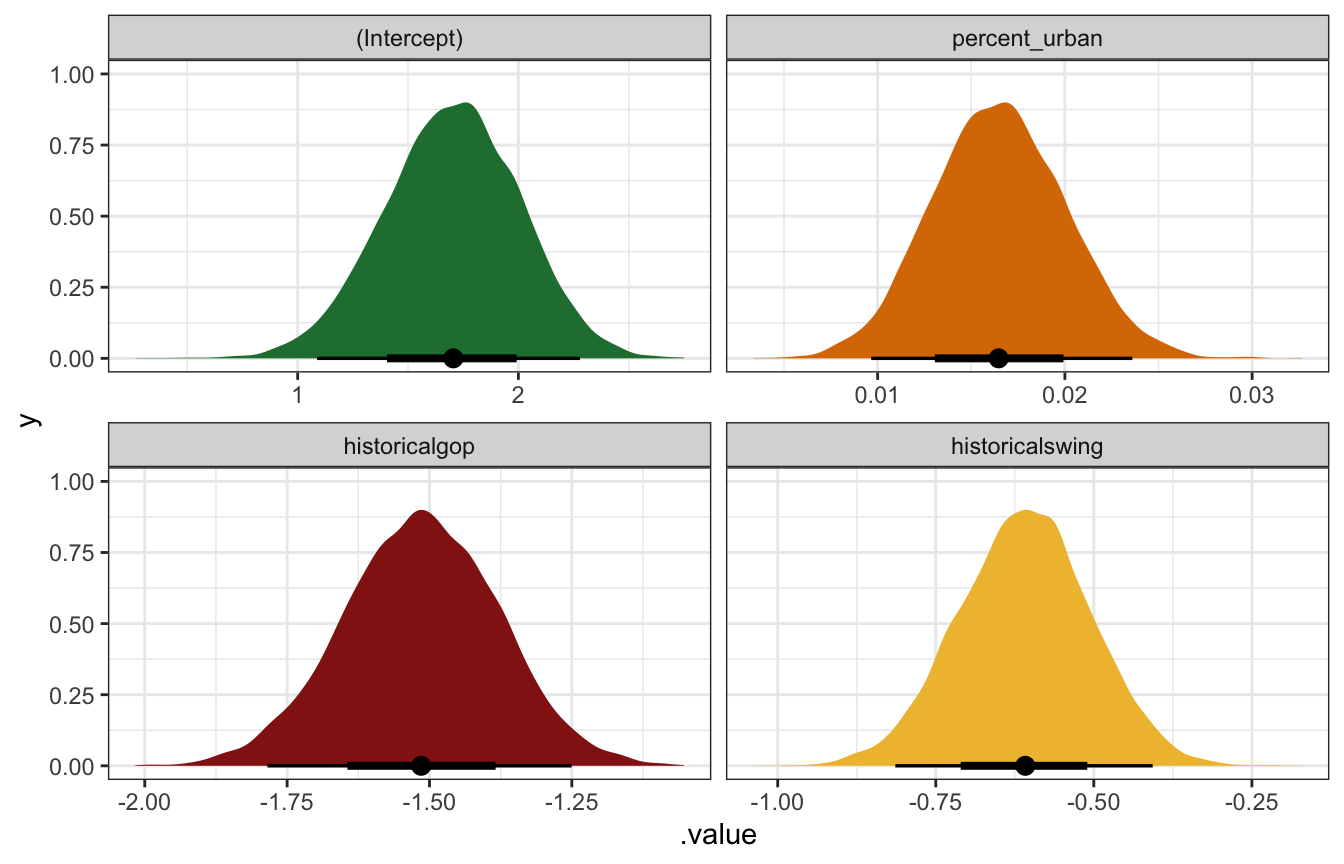 (Intercept)
percent_urban
1.00
0.75
0.50
0.25
0.00
1 2
0.01 0.02 0.03
y
historicalgop
historicalswing
1.00
0.75
0.50
0.25
0.00
-2.00 -1.75 -1.50 -1.25
-1.00 -0.75 -0.50 -0.25
.value